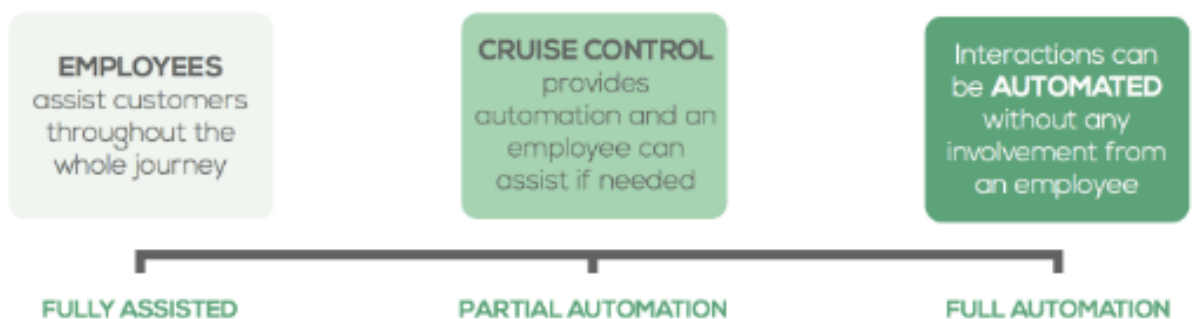 EMPLOYEES
assist customers
throughout the
whole journey
CRUISE CONTROL
provides
automation and an
employee can
assist if needed
Interactions can
be AUTOMATED
without any
involvement from
an employee
FULLY ASSISTED
PARTIAL AUTOMATION
FULL AUTOMATION